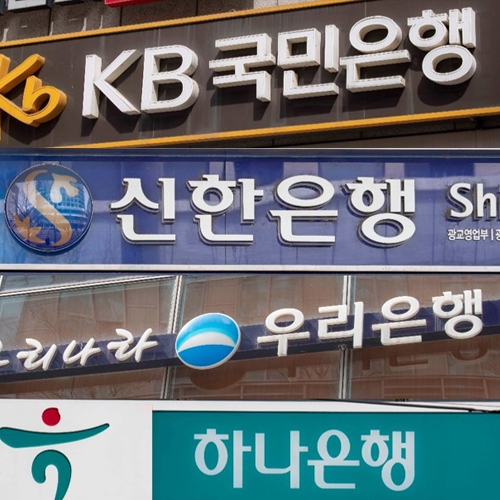 Kb KB국민은행
신한은행 Sh
광교영업부
우리나라 우리은행
하나은행